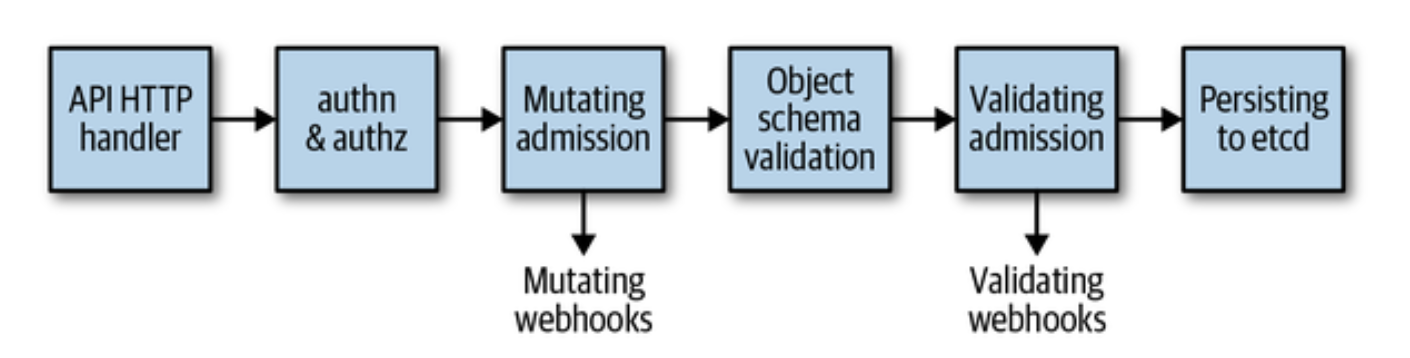 API HTTP
handler
authn
& authz
Mutating
admission
Object
schema
validation
Validating
admission
Persisting
to etcd
Mutating
webhooks
Validating
webhooks